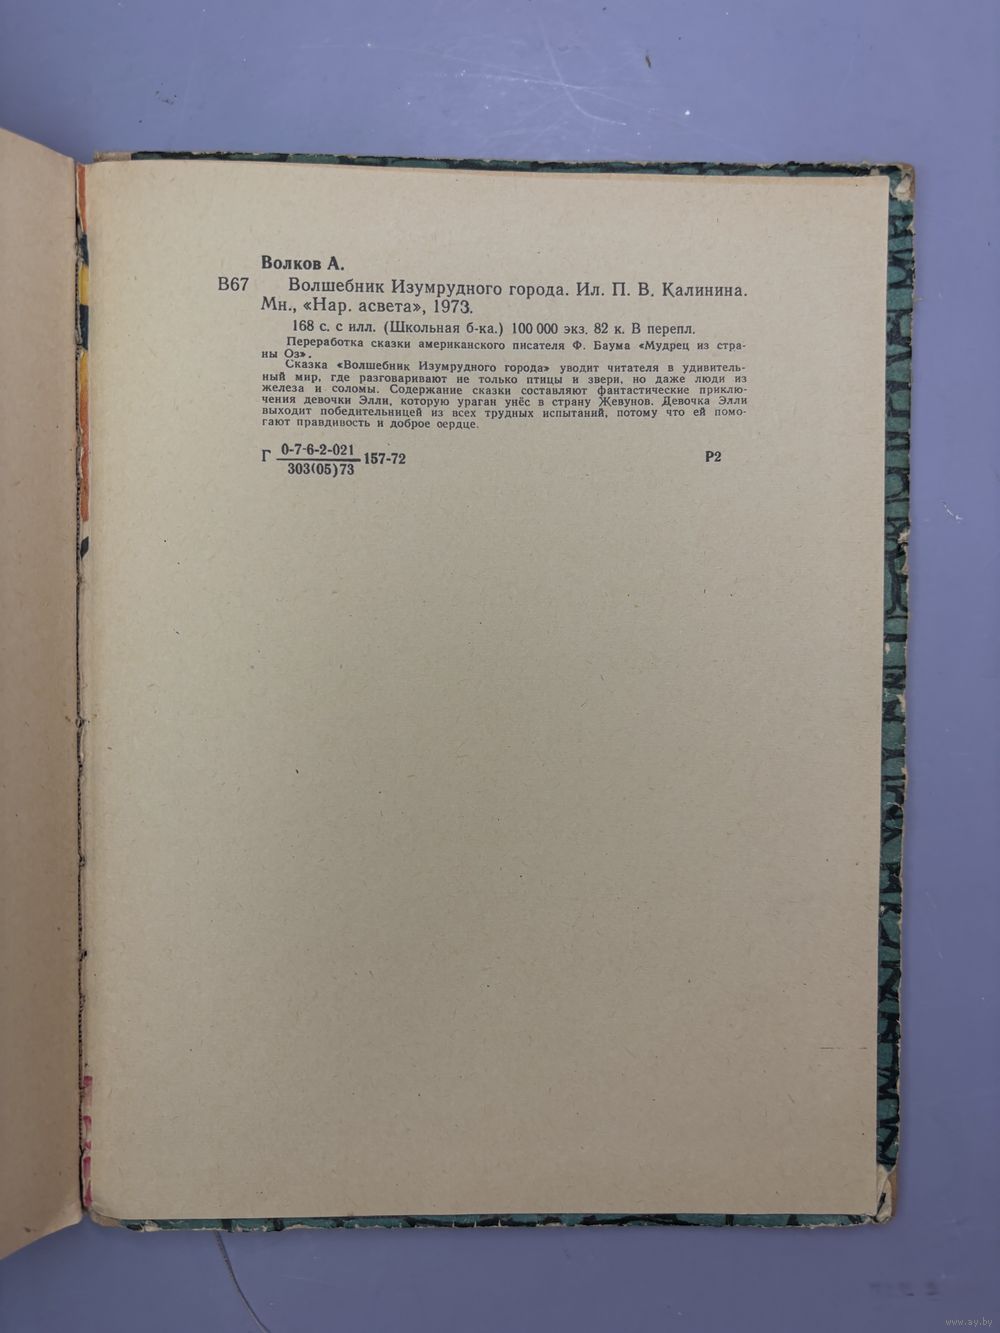 Волков А.
В67 Волшебник Изумрудного города. Ил. П. В. Калинина.
Мн., «Нар. асвета», 1973.
168 с. с илл. (Школьная б-ка.) 100 000 экз. 82 к. В перепл.
Переработка сказки американского писателя Ф. Баума «Мудрец из стра-
ны Оз».
Сказка «Волшебник Изумрудного города» уводит читателя в удивитель-
ный мир, где разговаривают не только птицы и звери, но даже люди из
железа и соломы. Содержание сказки составляют фантастические приклю-
чения девочки Элли, которую ураган унёс в страну Жевунов. Девочка Элли
выходит победительницей из всех трудных испытаний, потому что ей помо-
гают правдивость и доброе сердце.
0-7-6-2-021
Г 157-72 Р2
303(05)73
www.ay.by